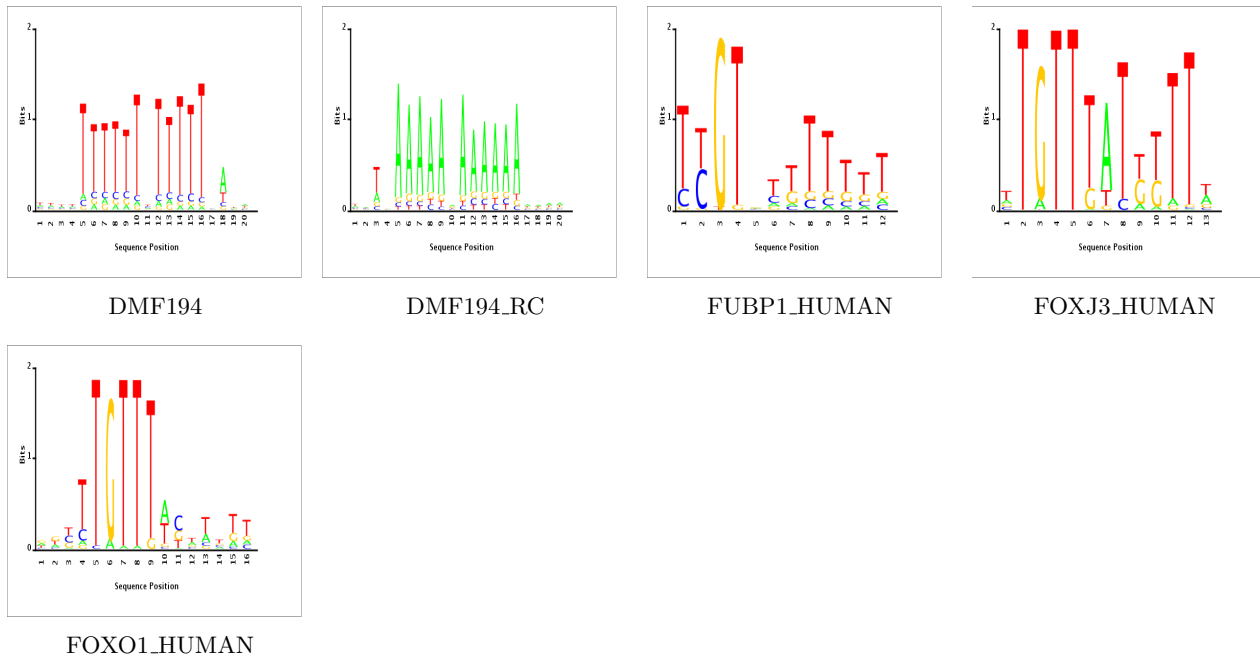 2
Bits
1
0
1 2 3 4 5 6 7 8 9 10 11 12 13 14 15 16 17 18 19 20
Sequence Position
DMF194
2
Bits
1
0
1 2 3 4 5 6 7 8 9 10 11 12 13 14 15 16 17 18 19 20
Sequence Position
DMF194_RC
2
Bits
1
0
1 2 3 4 5 6 7 8 9 10 11 12
Sequence Position
FUBP1_HUMAN
2
Bits
1
0
1 2 3 4 5 6 7 8 9 10 11 12 13
Sequence Position
FOXJ3_HUMAN
2
Bits
1
0
1 2 3 4 5 6 7 8 9 10 11 12 13 14 15 16
Sequence Position
FOXO1_HUMAN